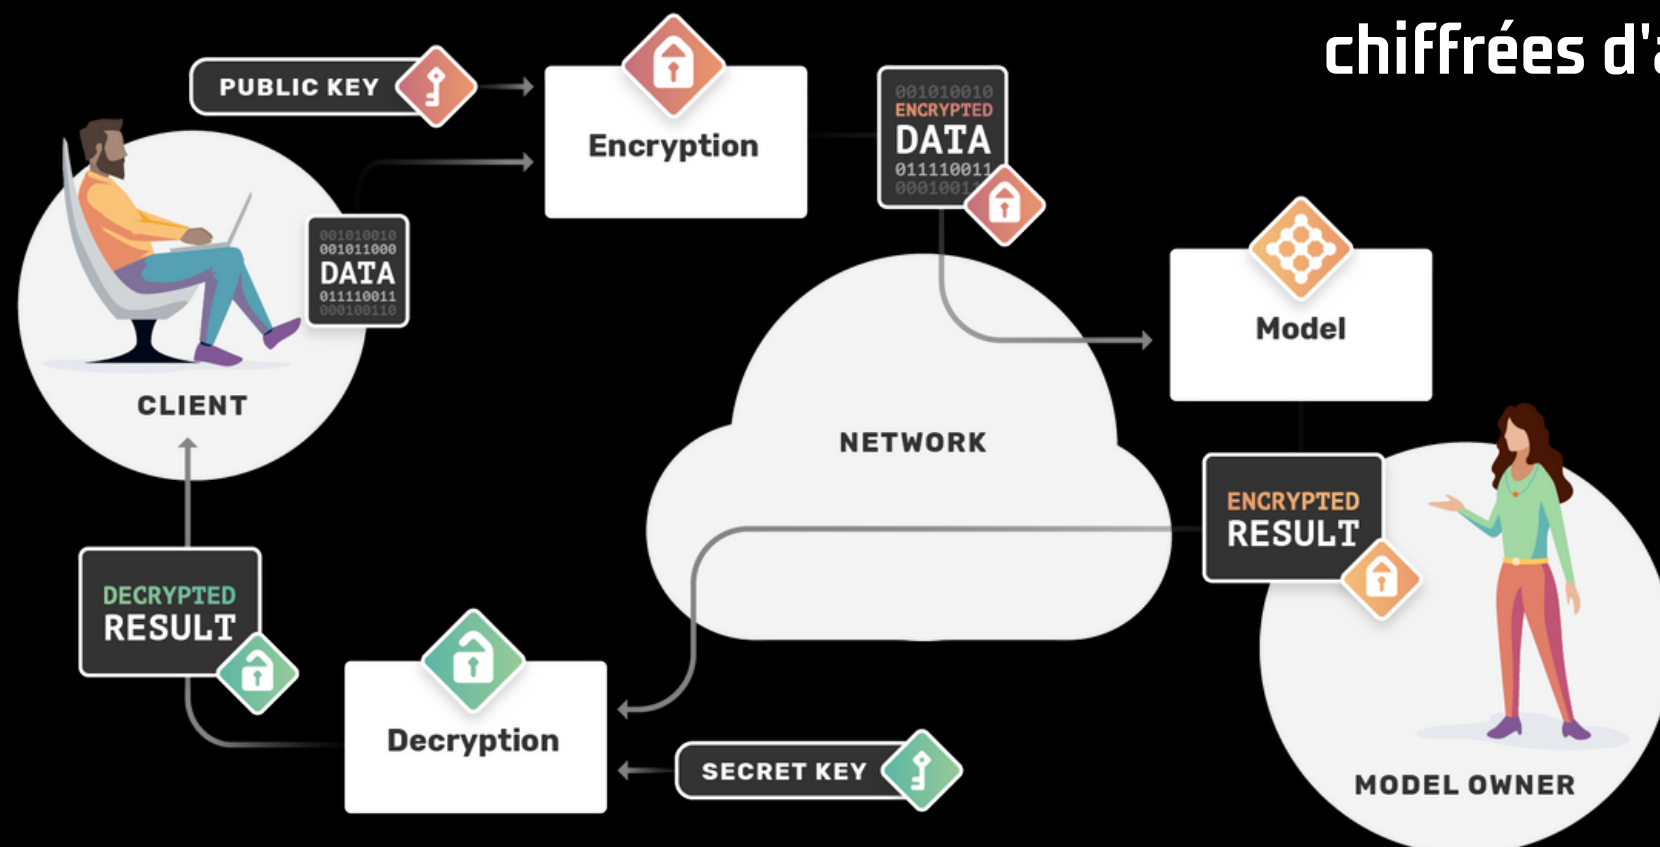 chiffrées d'a
PUBLIC KEY
Encryption
001010010
ENCRYPTED
DATA
011110011
Model
001010010
001011000
DATA
011110011
000100110
CLIENT
NETWORK
ENCRYPTED
RESULT
DECRYPTED
RESULT
Decryption
SECRET KEY
MODEL OWNER